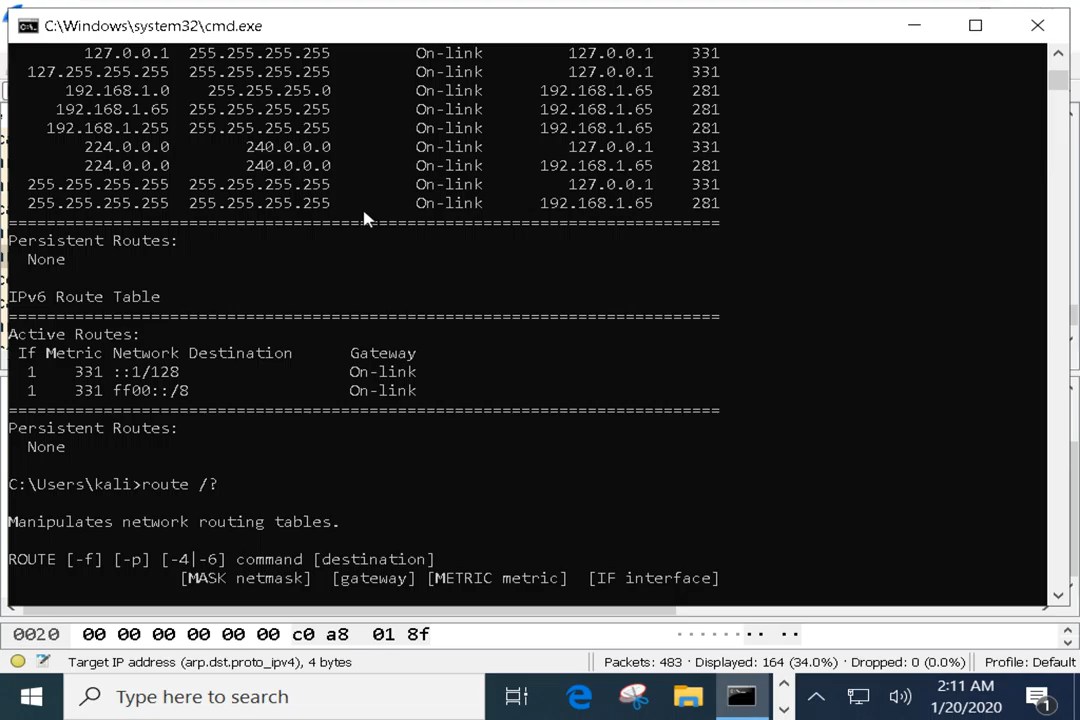 C:\Windows\system32\cmd.exe
127.0.0.1 255.255.255.255 On-link 127.0.0.1 331
127.255.255.255 255.255.255.255 On-link 127.0.0.1 331
192.168.1.0 255.255.255.0 On-link 192.168.1.65 281
192.168.1.65 255.255.255.255 On-link 192.168.1.65 281
192.168.1.255 255.255.255.255 On-link 192.168.1.65 281
224.0.0.0 240.0.0.0 On-link 127.0.0.1 331
224.0.0.0 240.0.0.0 On-link 192.168.1.65 281
255.255.255.255 255.255.255.255 On-link 127.0.0.1 331
255.255.255.255 255.255.255.255 On-link 192.168.1.65 281
===========================================================================
Persistent Routes:
None
IPv6 Route Table
===========================================================================
Active Routes:
If Metric Network Destination Gateway
1 331 ::1/128 On-link
1 331 ff00::/8 On-link
===========================================================================
Persistent Routes:
None
C:\Users\kali>route /?
Manipulates network routing tables.
ROUTE [-f] [-p] [-4|-6] command [destination]
[MASK netmask] [gateway] [METRIC metric] [IF interface]
0020 00 00 00 00 00 00 c0 a8 01 8f ········ ··
Target IP address (arp.dst.proto_ipv4), 4 bytes
Packets: 483 · Displayed: 164 (34.0%) · Dropped: 0 (0.0%)
Profile: Default
Type here to search
2:11 AM
1/20/2020
1